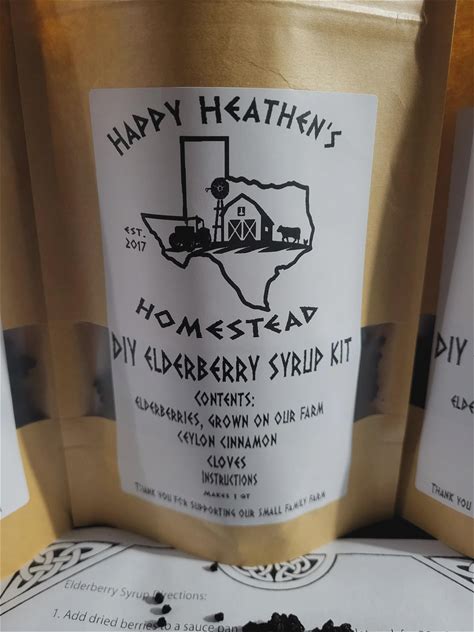 HAPPY HEATHEN'S
EST.
2017
HOMESTEAD
DIY ELDERBERRY SYRUP KIT
CONTENTS:
ELDERBERRIES, GROWN ON OUR FARM
CEYLON CINNAMON
CLOVES
INSTRUCTIONS
MAKES 1 QT
THANK YOU FOR SUPPORTING OUR SMALL FAMILY FARM
DIY
ELDE
THANK YOU
Elderberry Syrup Directions:
1. Add dried berries to a sauce pan